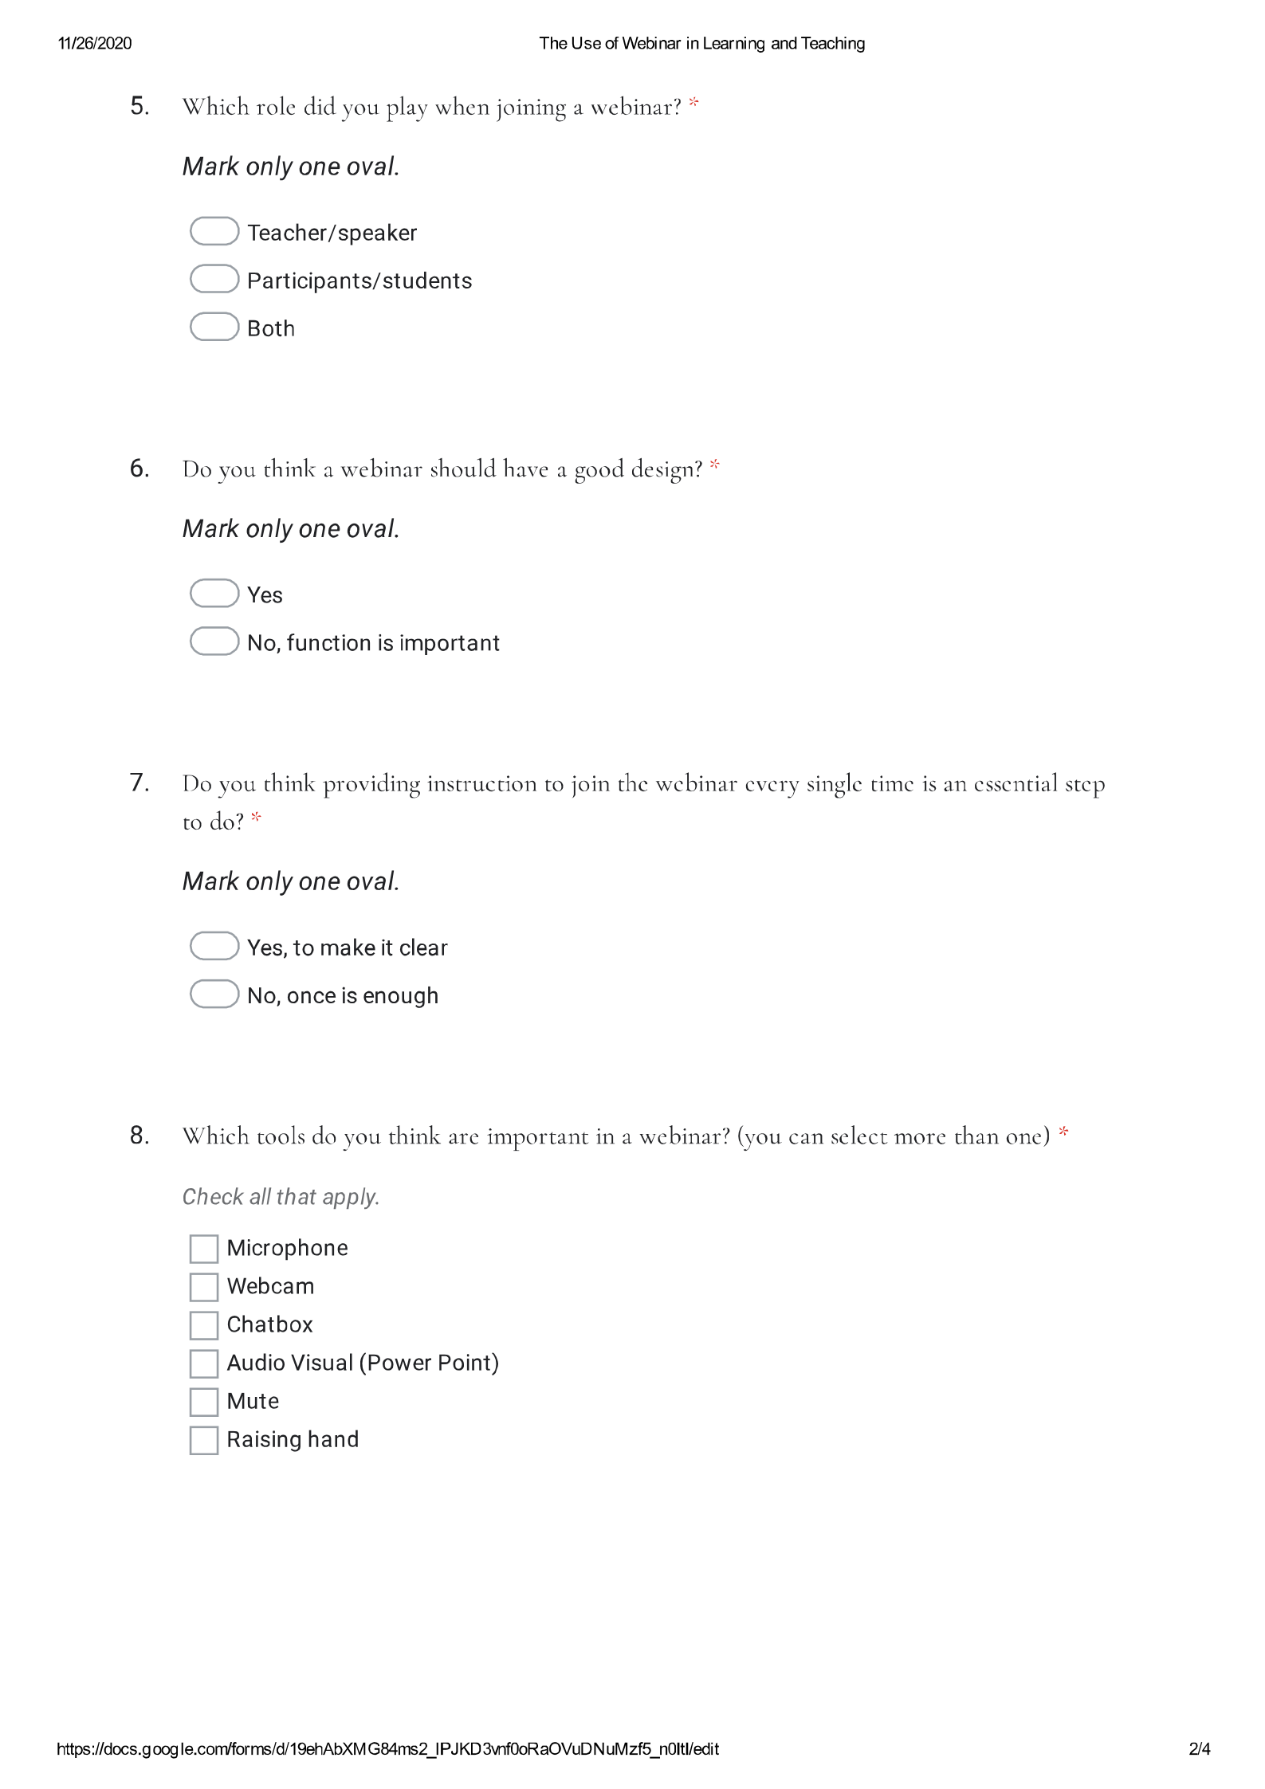 11/26/2020 The Use of Webinar in Learning and Teaching
5. Which role did you play when joining a webinar? *
Mark only one oval.
Teacher/speaker
Participants/students
Both
6. Do you think a webinar should have a good design? *
Mark only one oval.
Yes
No, function is important
7. Do you think providing instruction to join the webinar every single time is an essential step
to do? *
Mark only one oval.
Yes, to make it clear
No, once is enough
8. Which tools do you think are important in a webinar? (you can select more than one) *
Check all that apply.
Microphone
Webcam
Chatbox
Audio Visual (Power Point)
Mute
Raising hand
https://docs.google.com/forms/d/19ehAbXMG84ms2_IPJKD3vnf0oRaOVuDNuMzf5_n0ItI/edit 2/4